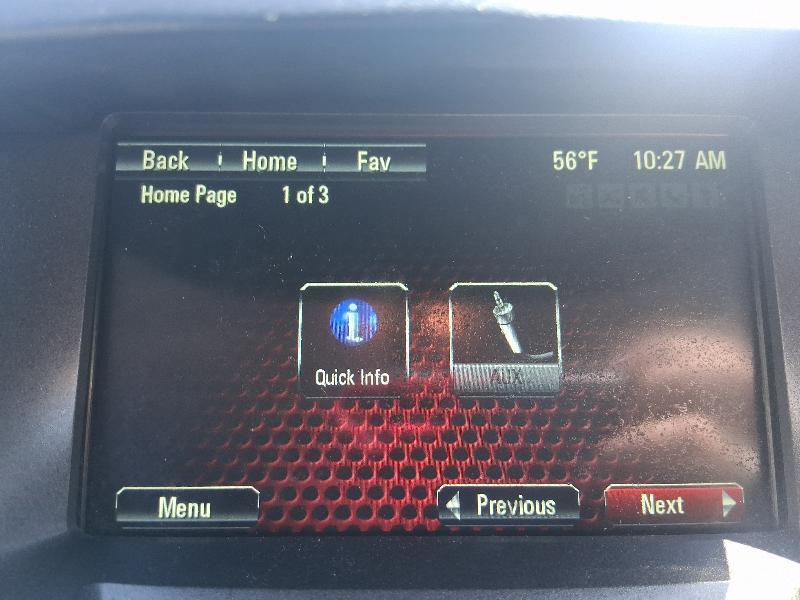 Back Home Fav 56°F 10:27 AM
Home Page 1 of 3
Quick Info AUX
Menu Previous Next